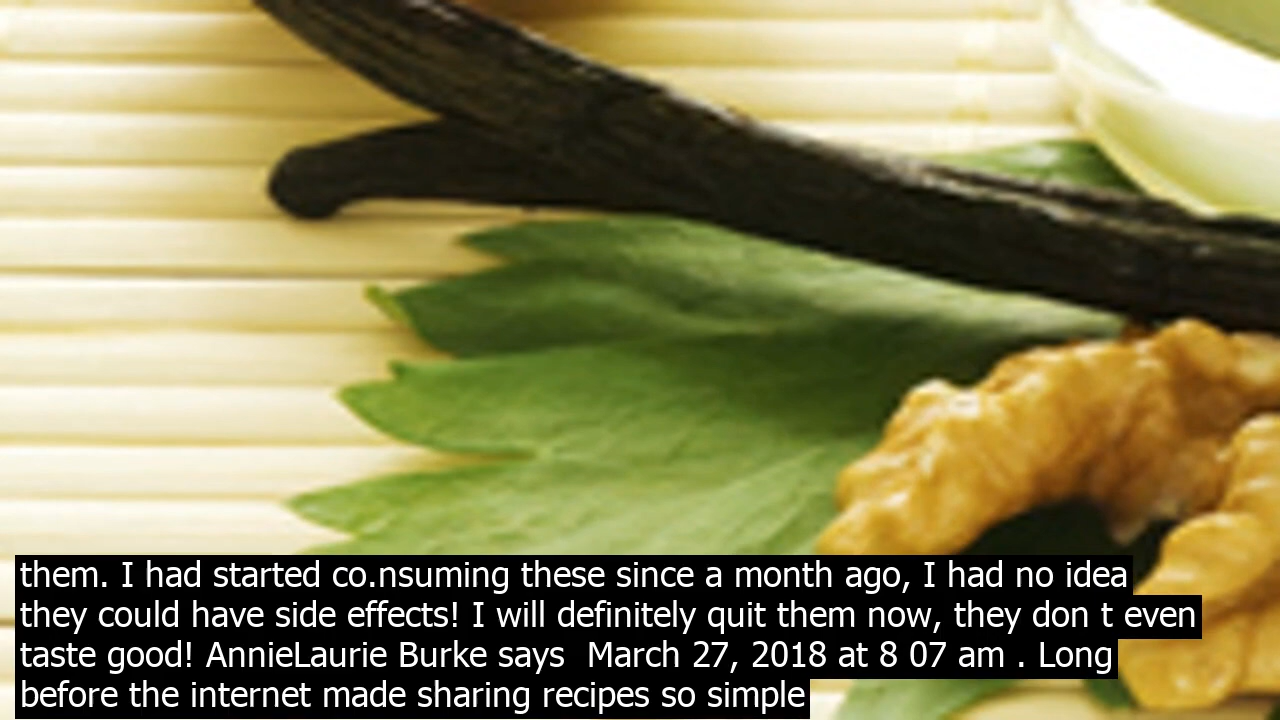 them. I had started co.nsuming these since a month ago, I had no idea
they could have side effects! I will definitely quit them now, they don t even
taste good! AnnieLaurie Burke says  March 27, 2018 at 8 07 am . Long
before the internet made sharing recipes so simple